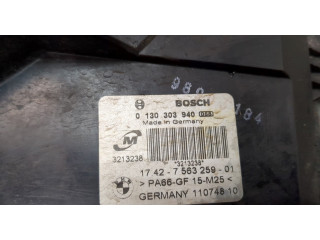 BOSCH
0 130 303 940
Made in Germany
M
3213238
*3213238*
17 42 - 7 563 259 - 01
> PA66-GF 15-M25 <
GERMANY 110748 10